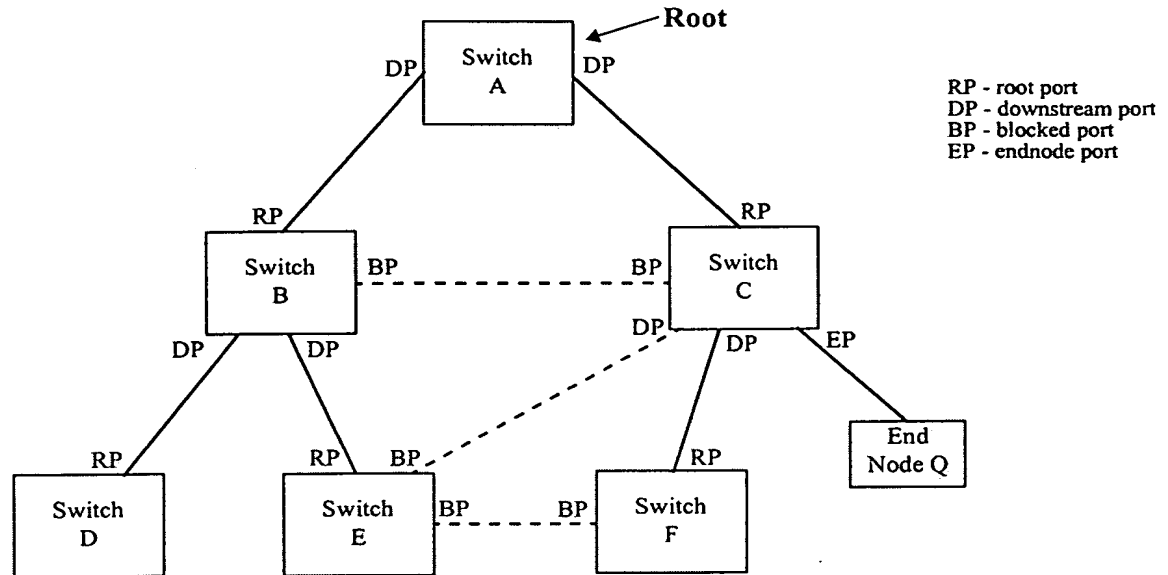 Root
Switch
A
DP
DP
RP - root port
DP - downstream port
BP - blocked port
EP - endnode port
RP
RP
Switch
B
BP
BP
Switch
C
DP
DP
DP
DP
EP
RP
RP
BP
RP
End
Node Q
Switch
D
Switch
E
BP
BP
Switch
F